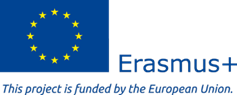 Erasmus+
This project is funded by the European Union.